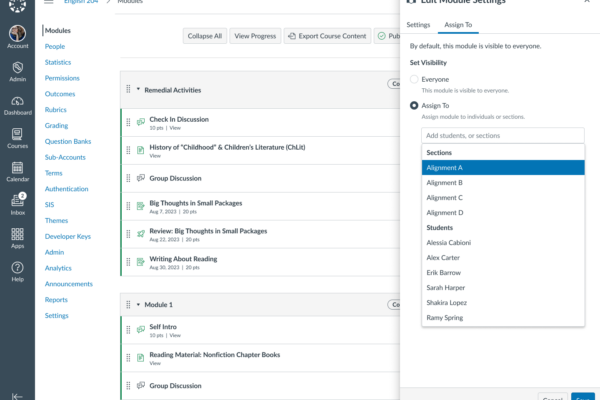 English 204
Modules
Account
Admin
Dashboard
Courses
Calendar
2
Inbox
Apps
?
Help
Modules
People
Statistics
Permissions
Outcomes
Rubrics
Grading
Question Banks
Sub-Accounts
Terms
Authentication
SIS
Themes
Developer Keys
Admin
Analytics
Announcements
Reports
Settings
Collapse All
View Progress
Export Course Content
Remedial Activities
Check In Discussion
10 pts | View
History of "Childhood" & Children's Literature (ChLit)
View
Group Discussion
Big Thoughts in Small Packages
Aug 7, 2023 | 20 pts
Review: Big Thoughts in Small Packages
Aug 22, 2023 | 20 pts
Writing About Reading
Aug 30, 2023 | 20 pts
Module 1
Self Intro
10 pts | View
Reading Material: Nonfiction Chapter Books
View
Group Discussion
Edit Module Settings
Settings
Assign To
By default, this module is visible to everyone.
Set Visibility
Everyone
This module is visible to everyone.
Assign To
Assign module to individuals or sections.
Add students, or sections
Sections
Alignment A
Alignment B
Alignment C
Alignment D
Students
Alessia Cabioni
Alex Carter
Erik Barrow
Sarah Harper
Shakira Lopez
Ramy Spring